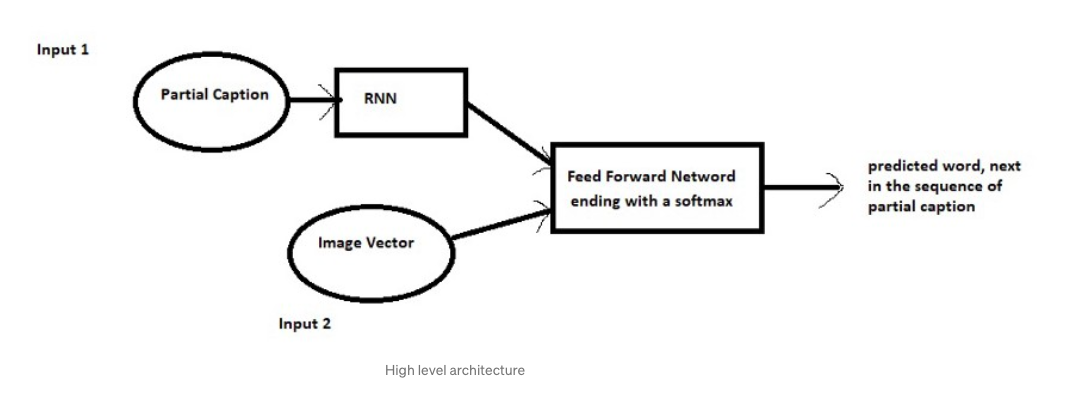 Input 1
Partial Caption
RNN
Feed Forward Netword
ending with a softmax
predicted word, next
in the sequence of
partial caption
Image Vector
Input 2
High level architecture